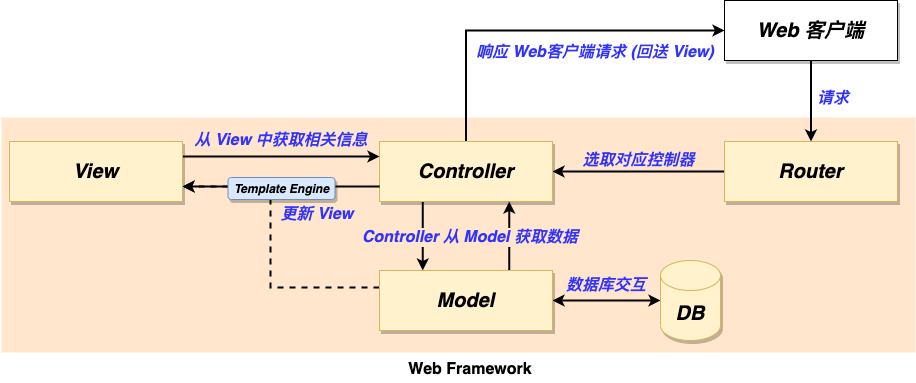 Web 客户端
响应 Web客户端请求 (回送 View)
请求
从 View 中获取相关信息
View
Controller
选取对应控制器
Router
Template Engine
更新 View
Controller 从 Model 获取数据
Model
数据库交互
DB
Web Framework